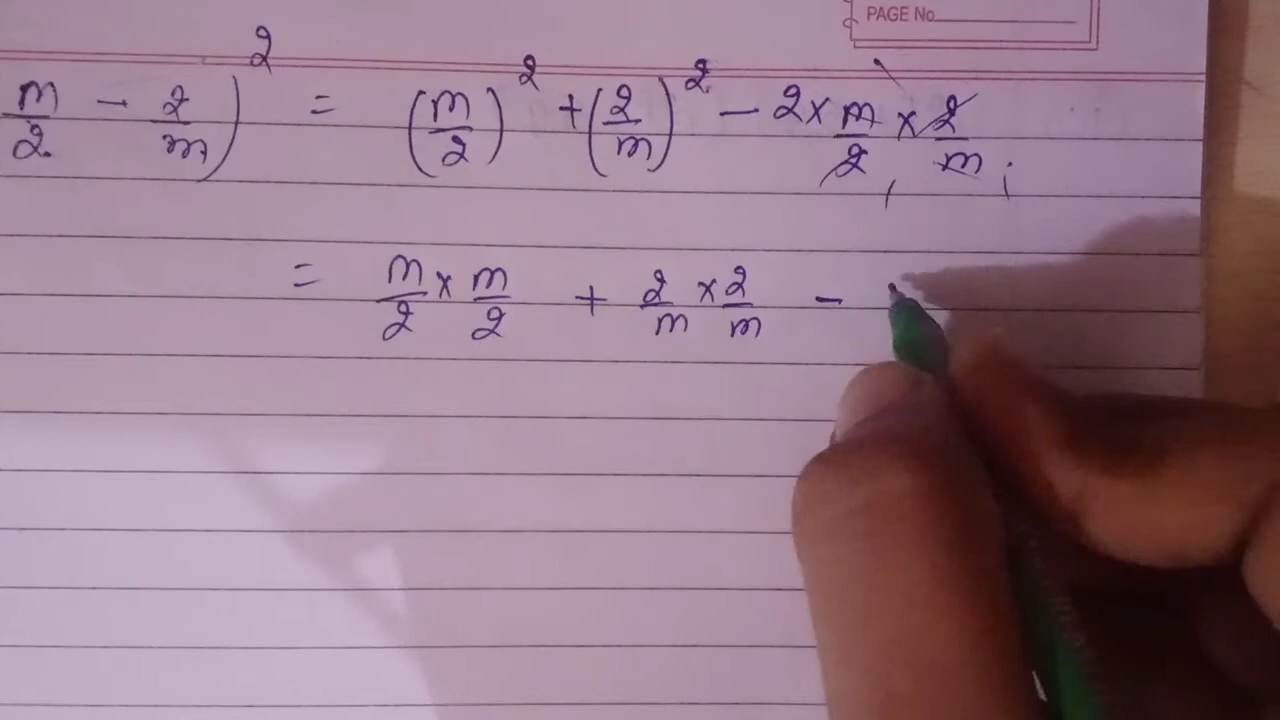 PAGE No
m/2 - 2/m)² = (m/2)² + (2/m)² - 2 × m/2 × 2/m
= m/2 × m/2 + 2/m × 2/m -